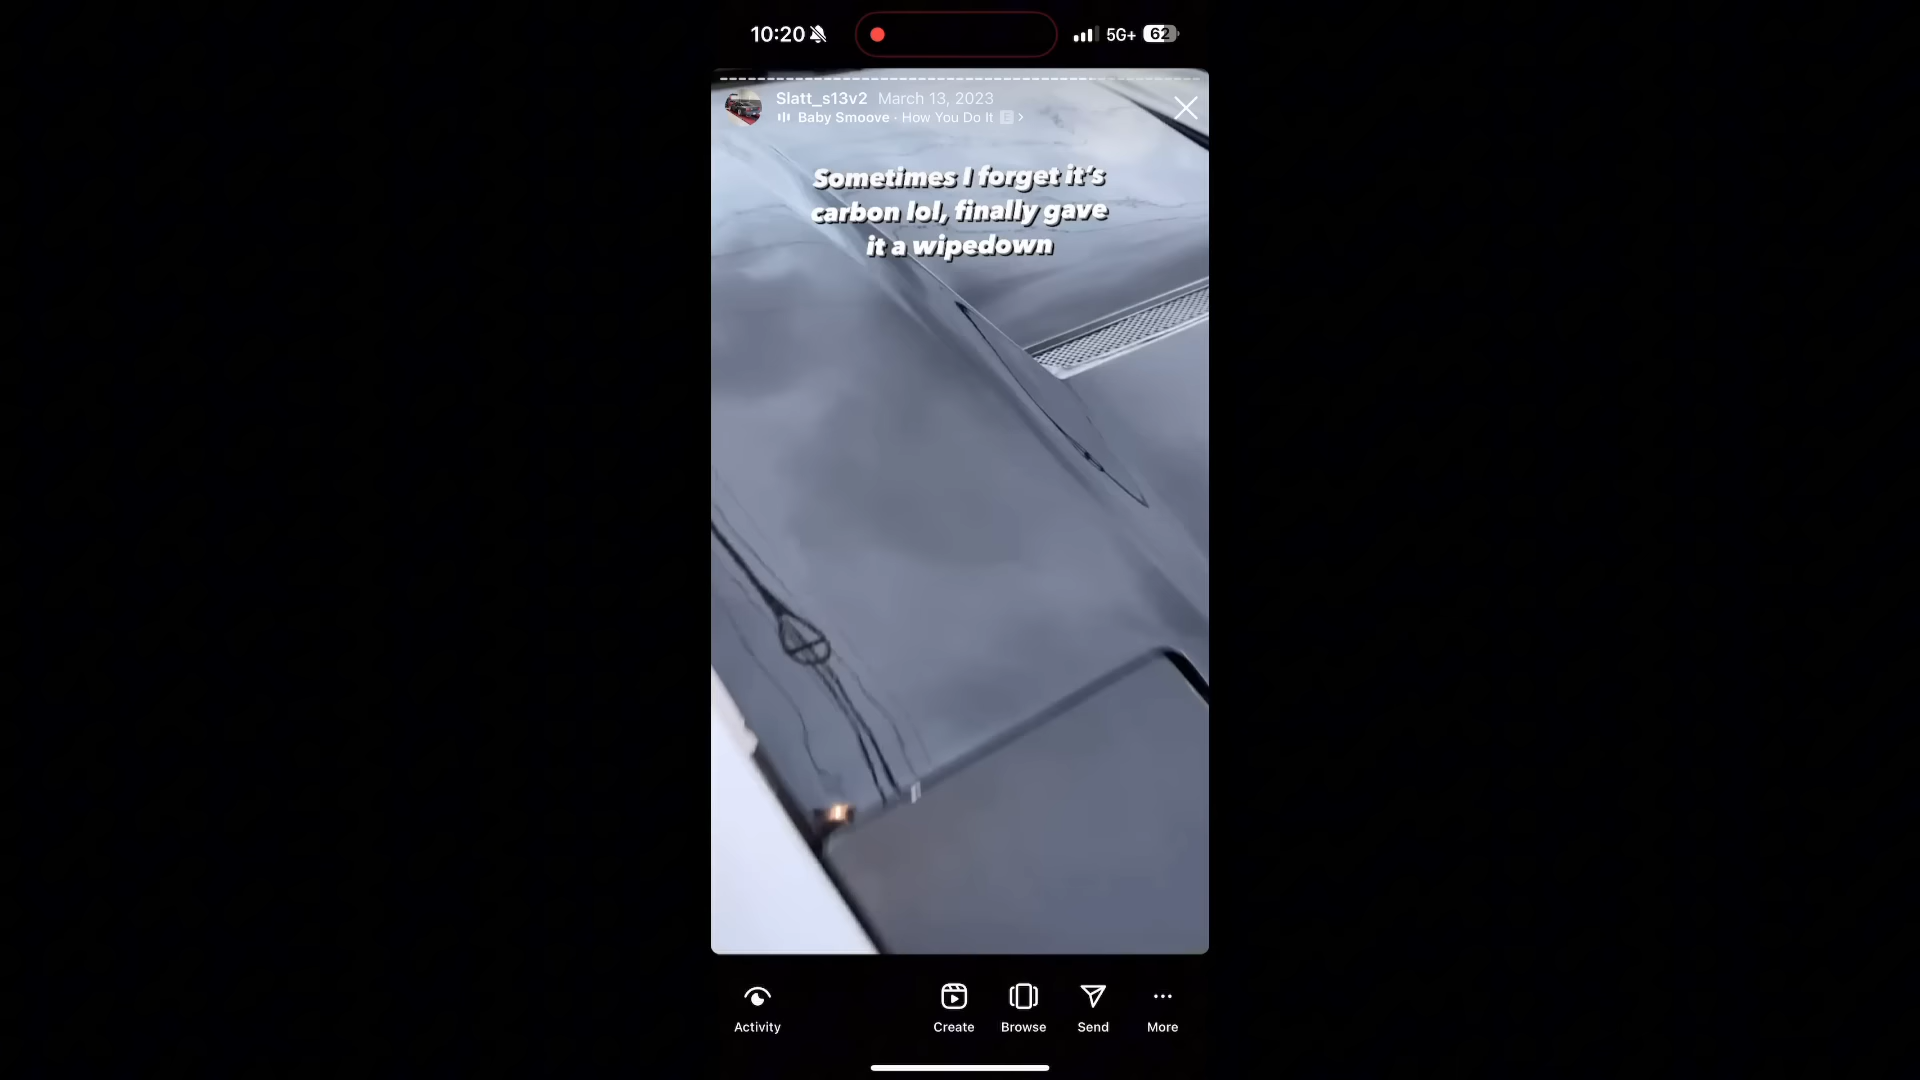 10:20 5G+ 62
Slatt_s13v2 March 13, 2023
Baby Smoove · How You Do It E
Sometimes I forget it's
carbon lol, finally gave
it a wipedown
Activity Create Browse Send More